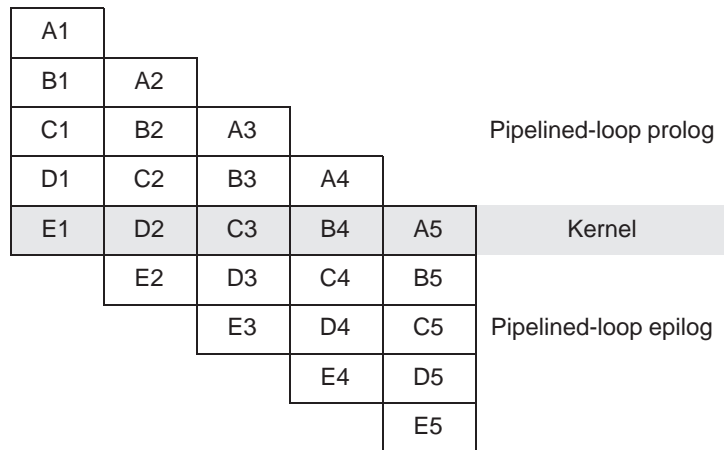 A1
B1 A2
C1 B2 A3 Pipelined-loop prolog
D1 C2 B3 A4
E1 D2 C3 B4 A5 Kernel
E2 D3 C4 B5
E3 D4 C5 Pipelined-loop epilog
E4 D5
E5